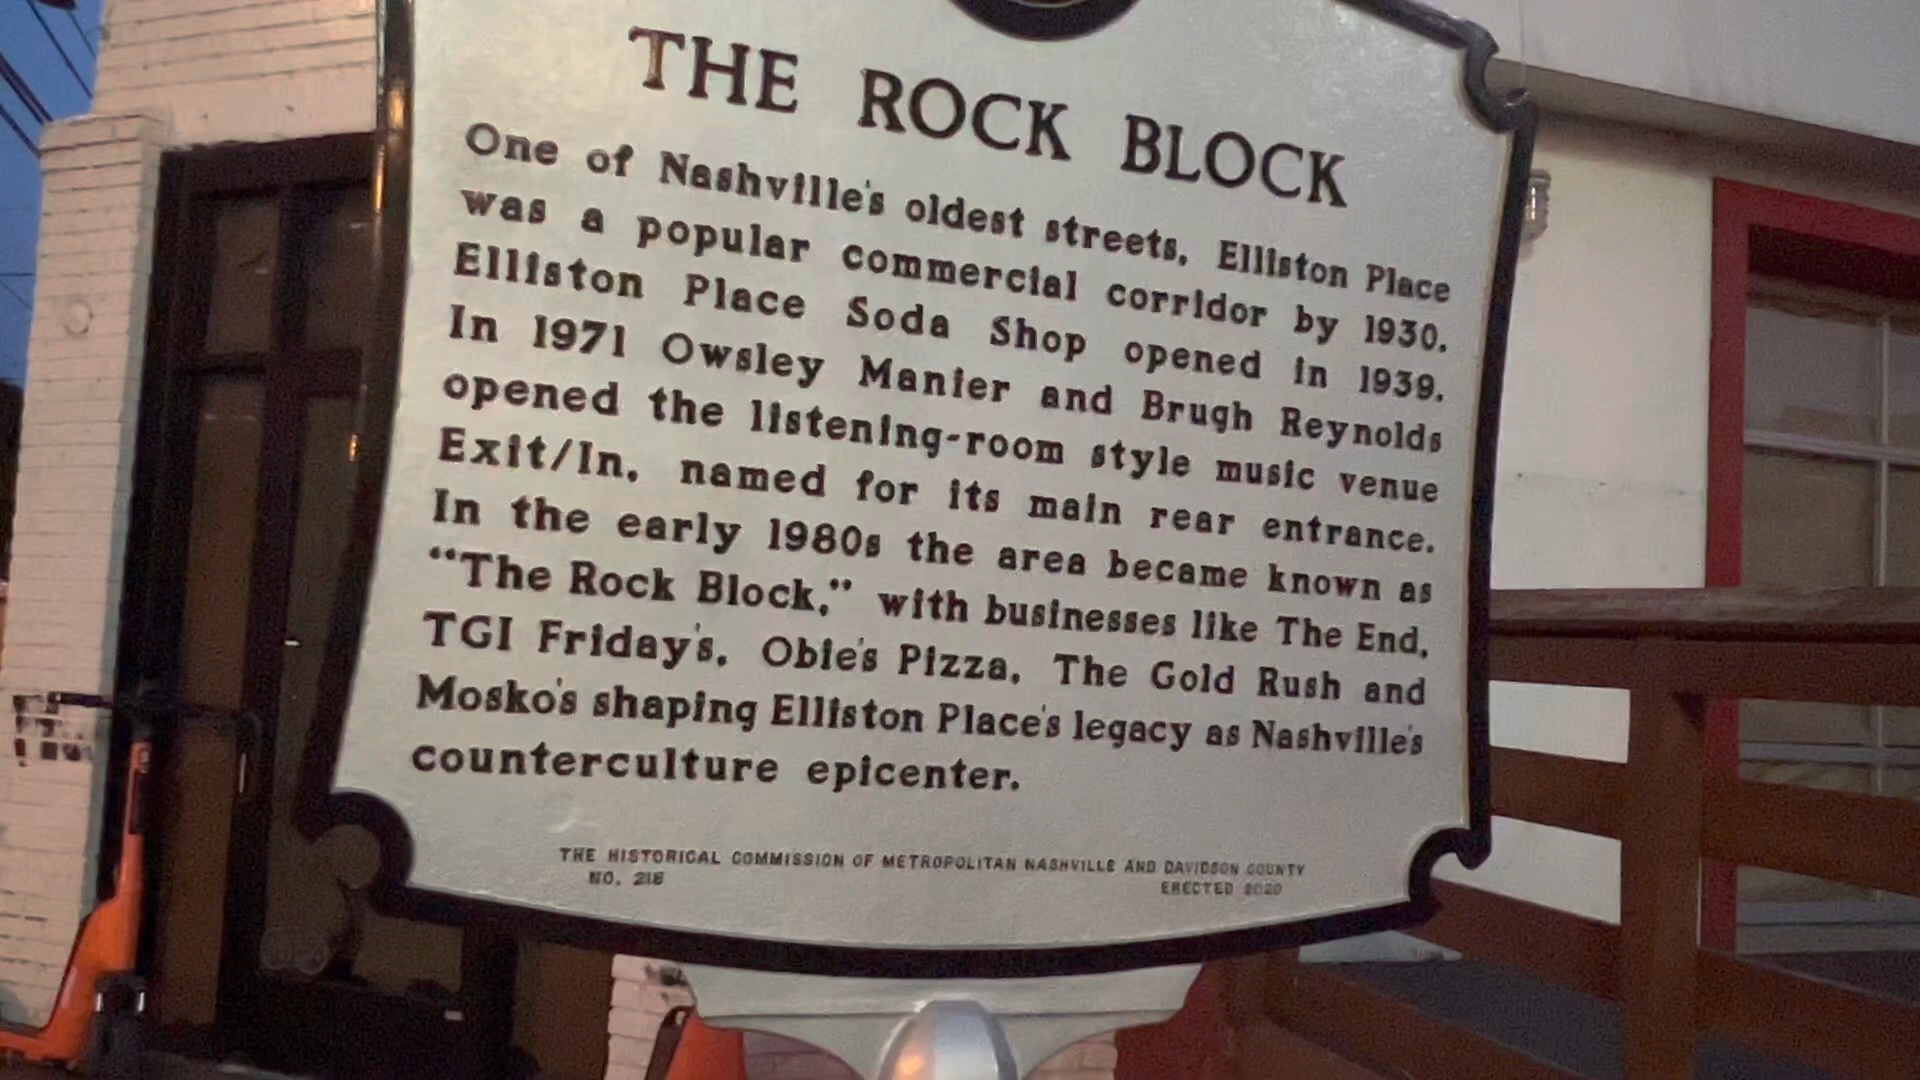 THE ROCK BLOCK
One of Nashville's oldest streets, Elliston Place
was a popular commercial corridor by 1930.
Elliston Place Soda Shop opened in 1939.
In 1971 Owsley Manier and Brugh Reynolds
opened the listening-room style music venue
Exit/In, named for its main rear entrance.
In the early 1980s the area became known as
“The Rock Block,” with businesses like The End,
TGI Friday's, Obie's Pizza, The Gold Rush and
Mosko's shaping Elliston Place's legacy as Nashville's
counterculture epicenter.
THE HISTORICAL COMMISSION OF METROPOLITAN NASHVILLE AND DAVIDSON COUNTY
NO. 218 ERECTED 2020